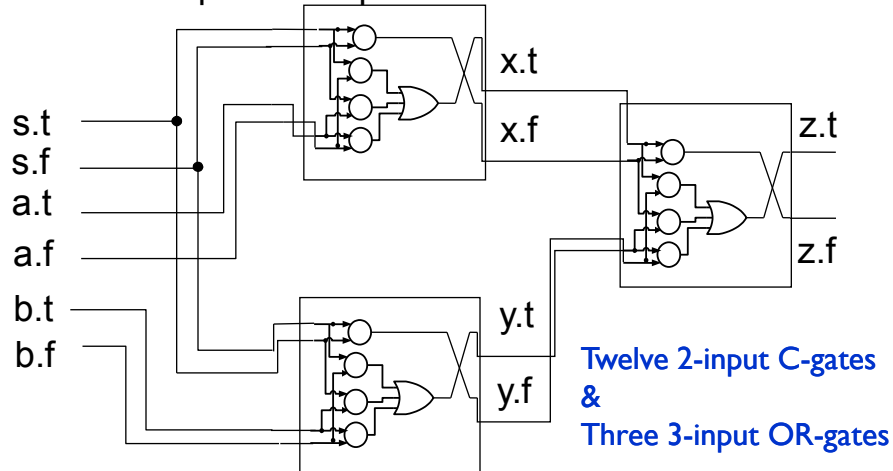 s.t
s.f
a.t
a.f
b.t
b.f
x.t
x.f
y.t
y.f
z.t
z.f
Twelve 2-input C-gates
&
Three 3-input OR-gates